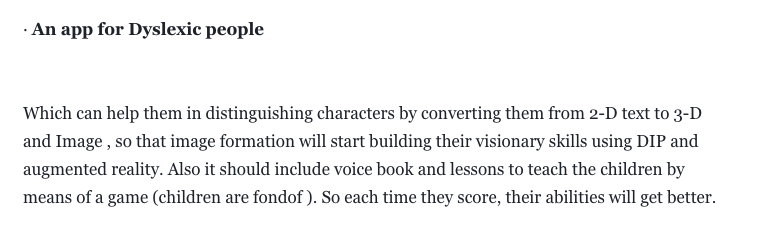 · An app for Dyslexic people
Which can help them in distinguishing characters by converting them from 2-D text to 3-D
and Image , so that image formation will start building their visionary skills using DIP and
augmented reality. Also it should include voice book and lessons to teach the children by
means of a game (children are fondof ). So each time they score, their abilities will get better.